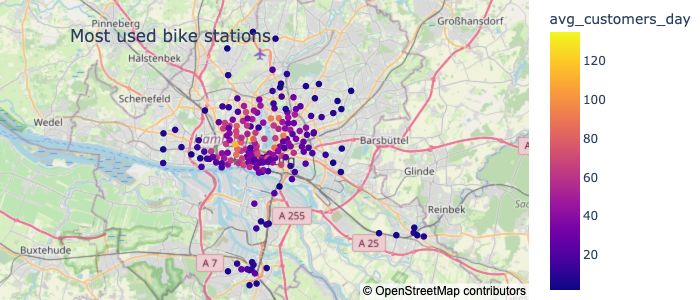 Pinneberg
Großhansdorf
avg_customers_day
Most used bike stations
Halstenbek
120
Schenefeld
100
Wedel
80
Barsbüttel
Glinde
60
40
Reinbek
A 255
A 25
Buxtehude
A 7
20
© OpenStreetMap contributors